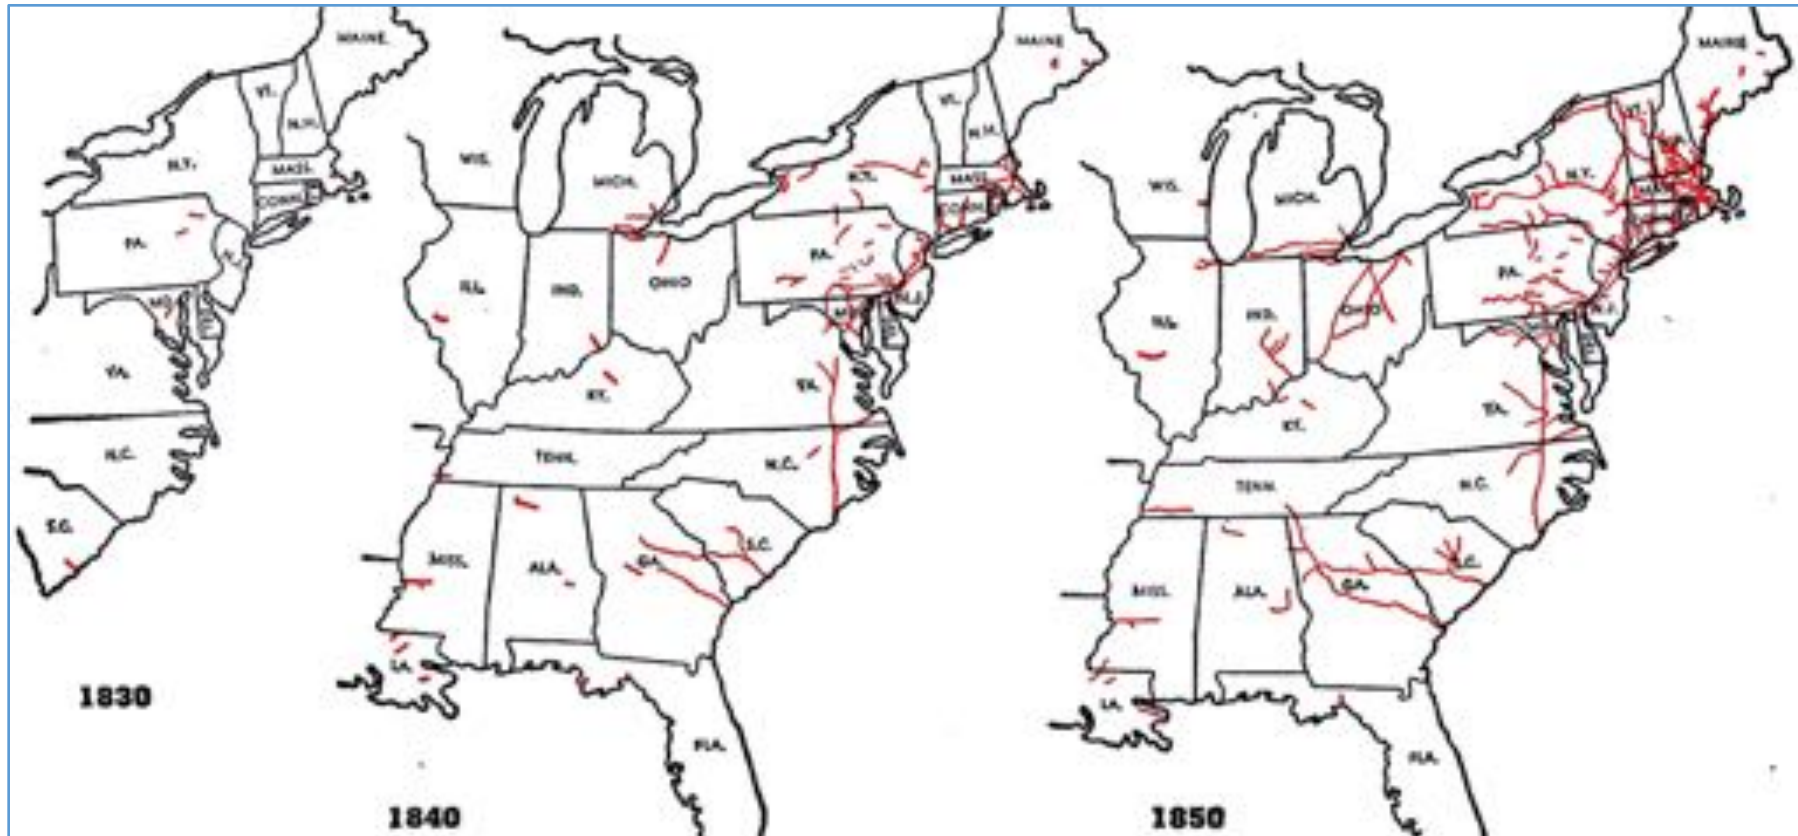 MAINE
VT.
N.H.
N.Y.
MASS.
CONN.
PA.
MD.
VA.
N.C.
S.C.
1830
MAINE
VT.
N.H.
WIS.
MICH.
N.Y.
MASS.
CONN.
PA.
ILL.
IND.
OHIO
N.J.
KY.
VA.
TENN.
N.C.
S.C.
MISS.
ALA.
GA.
LA.
FLA.
1840
MAINE
VT.
N.Y.
WIS.
MICH.
PA.
ILL.
IND.
OHIO
N.J.
KY.
VA.
TENN.
N.C.
S.C.
MISS.
ALA.
GA.
LA.
FLA.
1850